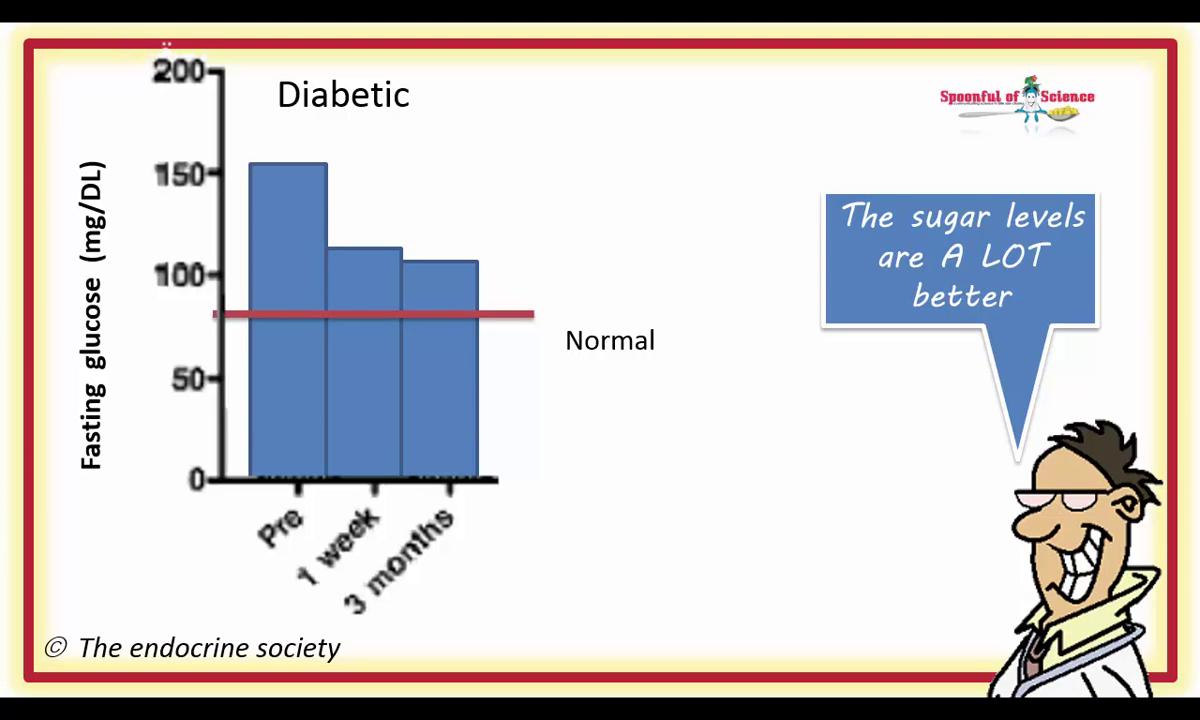 Diabetic
Spoonful of Science
Fasting glucose (mg/DL)
200
150
100
50
0
Pre
1 week
3 months
Normal
The sugar levels
are A LOT
better
© The endocrine society